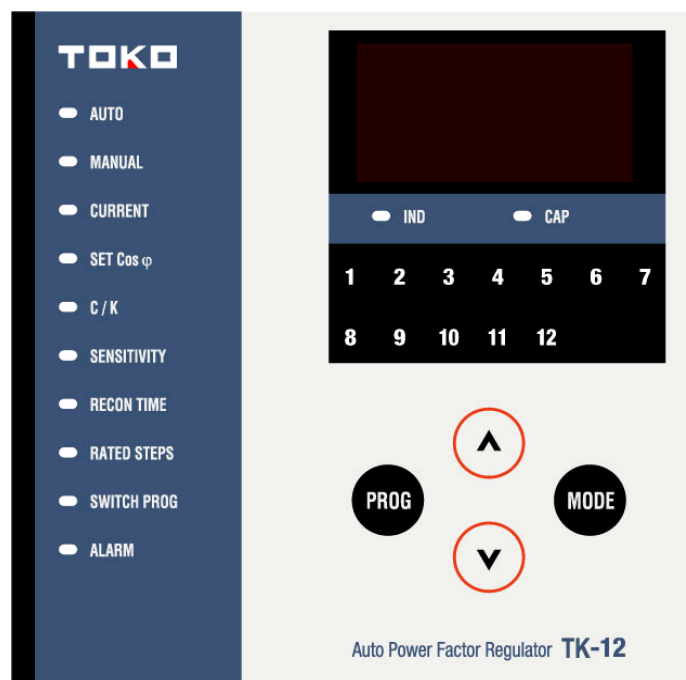 TOKO
AUTO
MANUAL
CURRENT
SET Cos φ
C / K
SENSITIVITY
RECON TIME
RATED STEPS
SWITCH PROG
ALARM
IND CAP
1 2 3 4 5 6 7
8 9 10 11 12
PROG MODE
Auto Power Factor Regulator TK-12